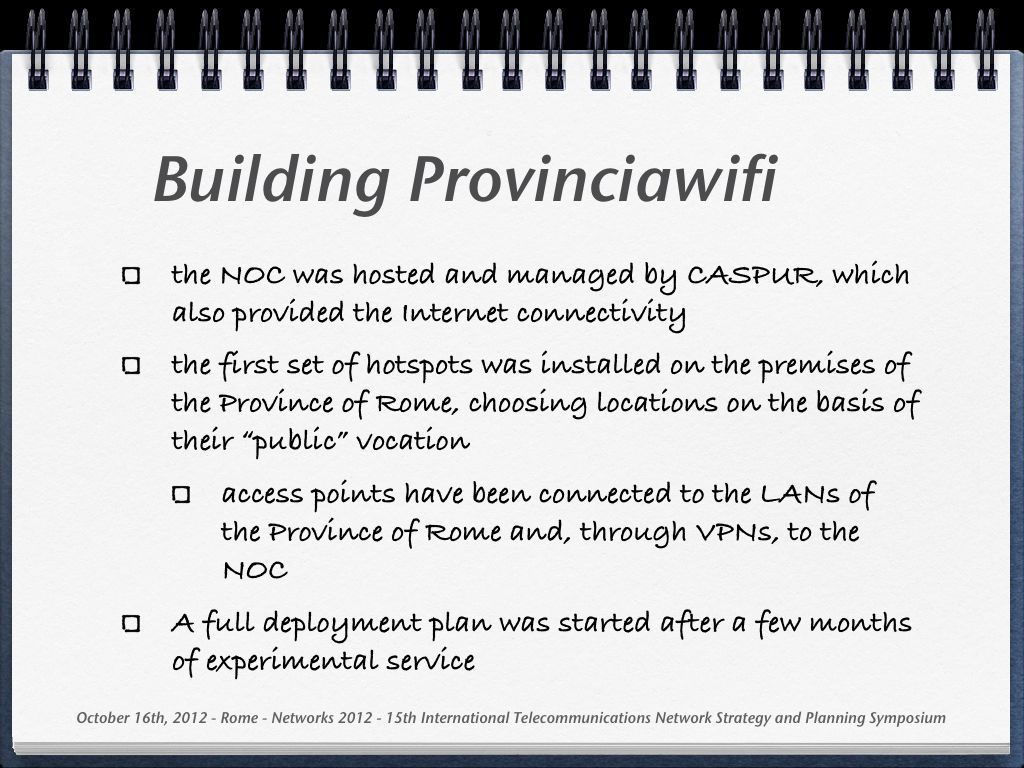 Building Provinciawifi
the NOC was hosted and managed by CASPUR, which
also provided the Internet connectivity
the first set of hotspots was installed on the premises of
the Province of Rome, choosing locations on the basis of
their “public” vocation
access points have been connected to the LANs of
the Province of Rome and, through VPNs, to the
NOC
A full deployment plan was started after a few months
of experimental service
October 16th, 2012 - Rome - Networks 2012 - 15th International Telecommunications Network Strategy and Planning Symposium